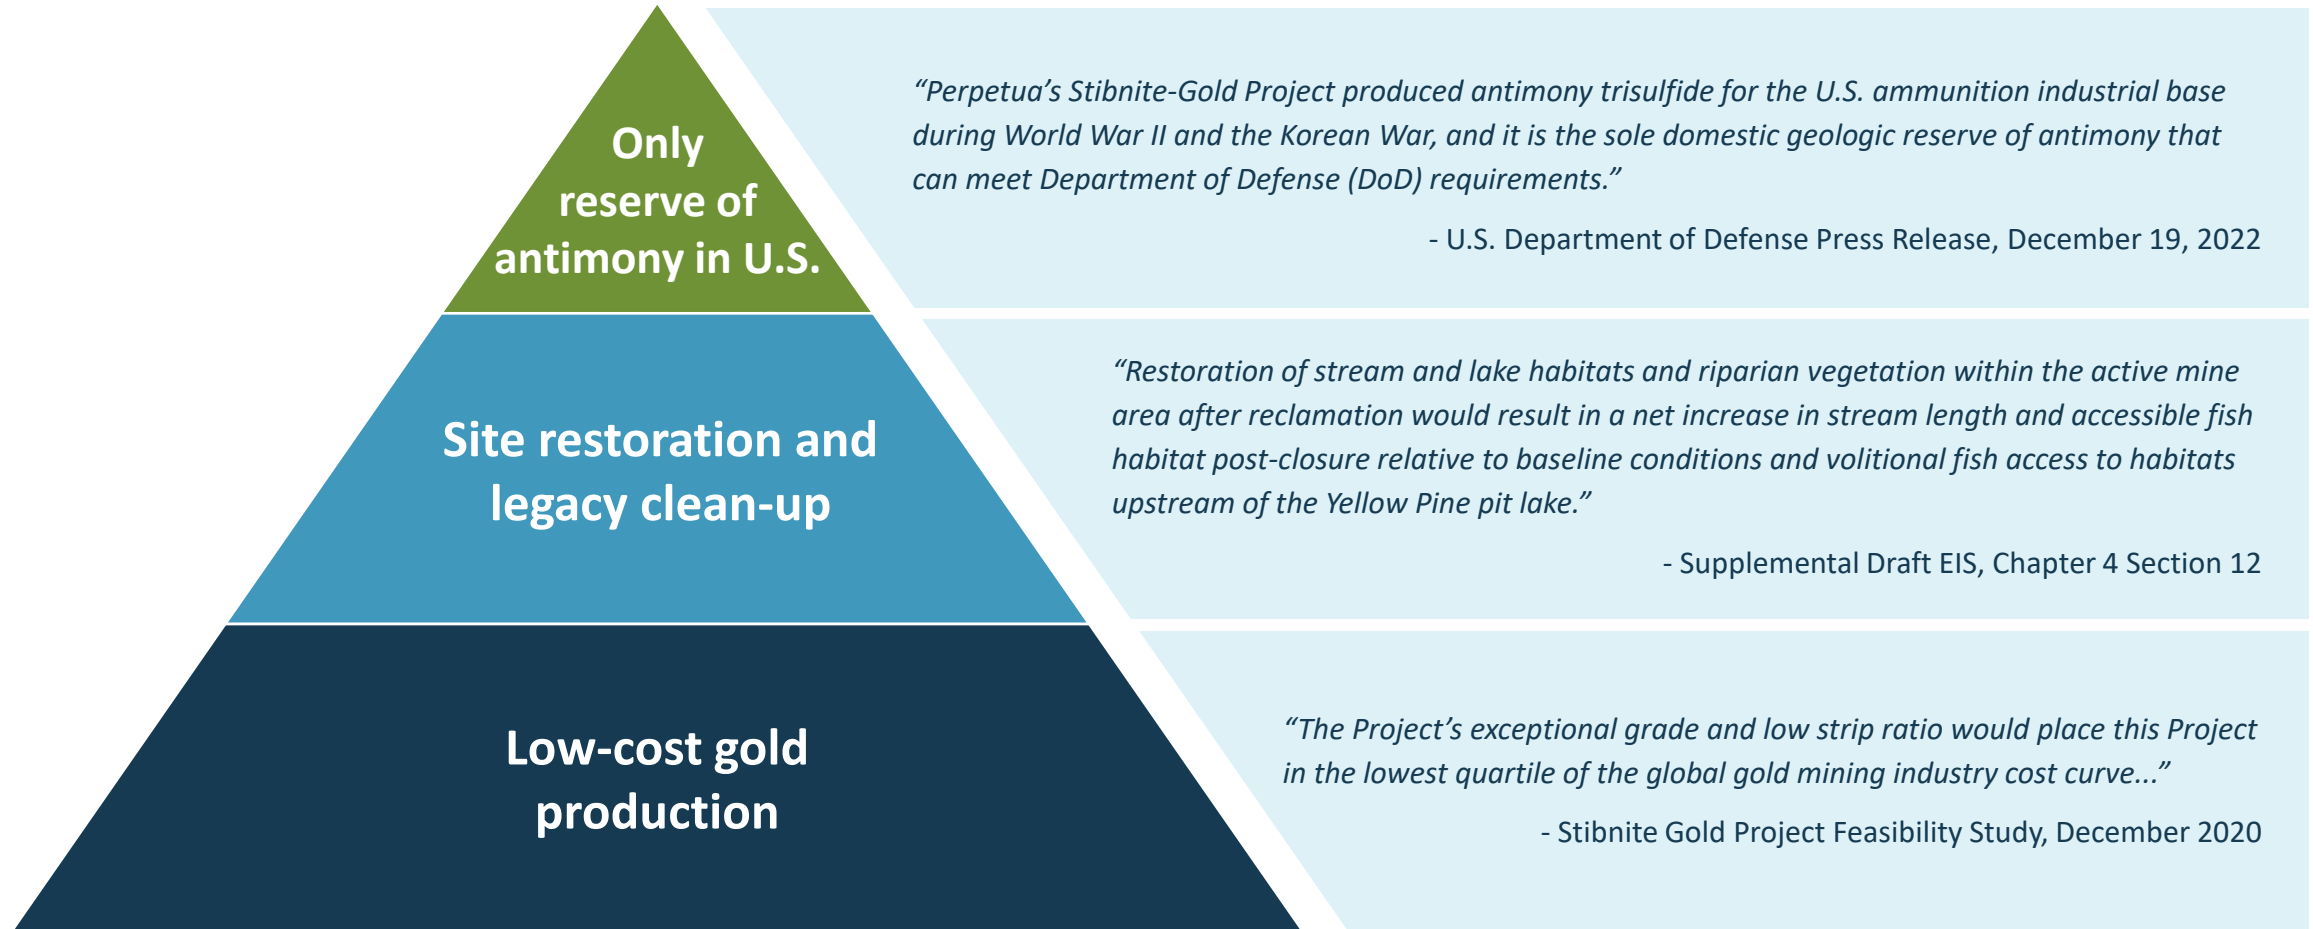 Only
reserve of
antimony in U.S.
“Perpetua’s Stibnite-Gold Project produced antimony trisulfide for the U.S. ammunition industrial base
during World War II and the Korean War, and it is the sole domestic geologic reserve of antimony that
can meet Department of Defense (DoD) requirements.”
- U.S. Department of Defense Press Release, December 19, 2022
Site restoration and
legacy clean-up
“Restoration of stream and lake habitats and riparian vegetation within the active mine
area after reclamation would result in a net increase in stream length and accessible fish
habitat post-closure relative to baseline conditions and volitional fish access to habitats
upstream of the Yellow Pine pit lake.”
- Supplemental Draft EIS, Chapter 4 Section 12
Low-cost gold
production
“The Project’s exceptional grade and low strip ratio would place this Project
in the lowest quartile of the global gold mining industry cost curve...”
- Stibnite Gold Project Feasibility Study, December 2020